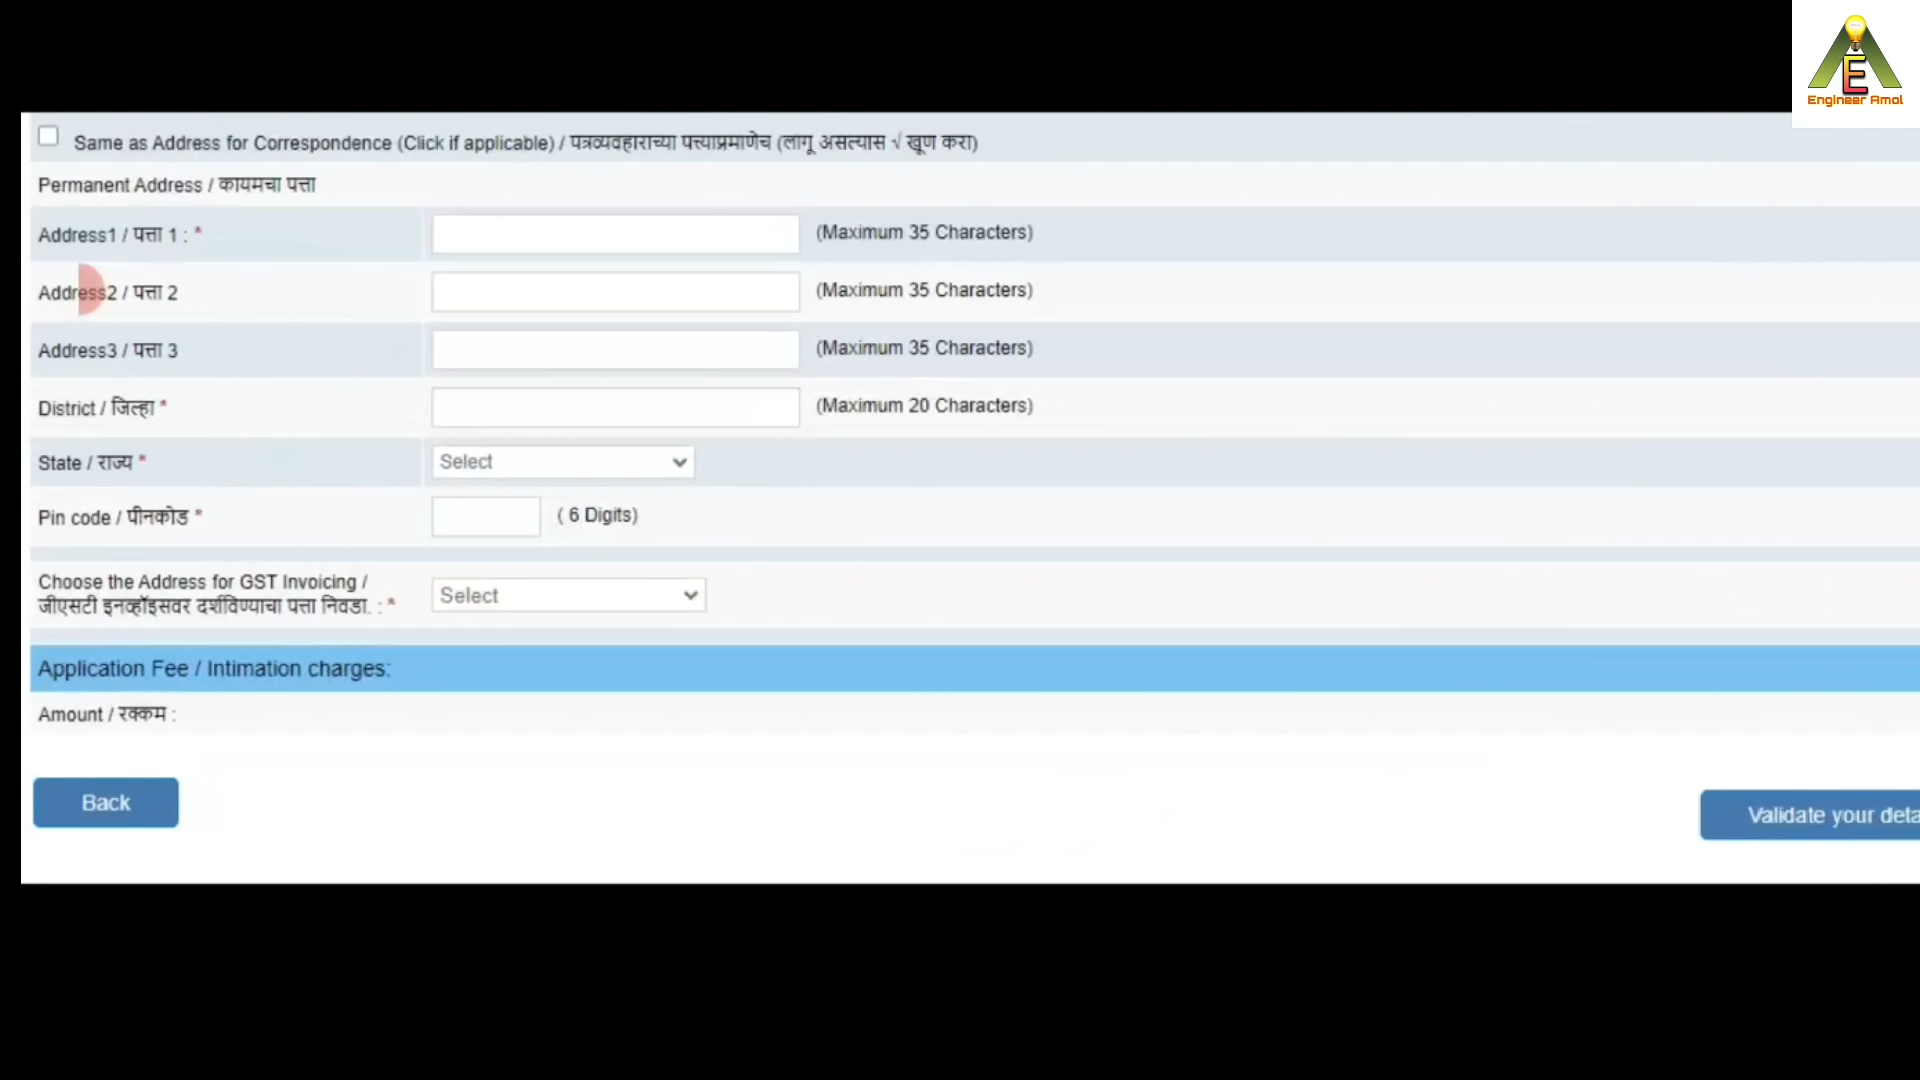 E
Engineer Amol
Same as Address for Correspondence (Click if applicable) / पत्रव्यवहाराच्या पत्त्याप्रमाणेच (लागू असल्यास √ खूण करा)
Permanent Address / कायमचा पत्ता
Address1 / पत्ता 1 : * (Maximum 35 Characters)
Address2 / पत्ता 2 (Maximum 35 Characters)
Address3 / पत्ता 3 (Maximum 35 Characters)
District / जिल्हा * (Maximum 20 Characters)
State / राज्य * Select
Pin code / पीनकोड * ( 6 Digits)
Choose the Address for GST Invoicing /
जीएसटी इनव्हॉइसवर दर्शविण्याचा पत्ता निवडा. : * Select
Application Fee / Intimation charges:
Amount / रक्कम :
Back
Validate your deta